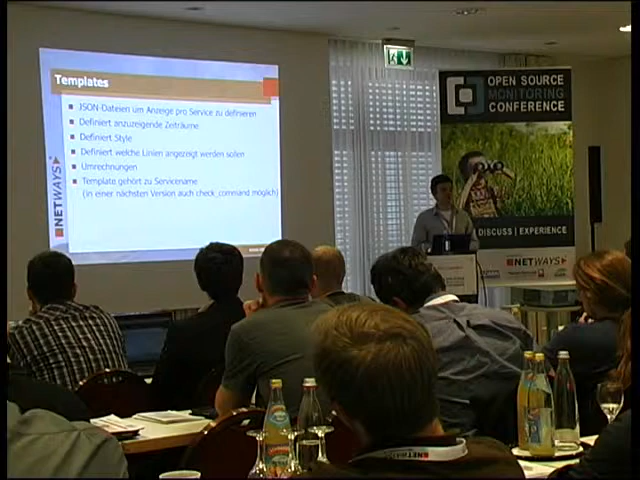 Templates
JSON-Dateien um Anzeige pro Service zu definieren
Definiert anzuzeigende Zeiträume
Definiert Style
Definiert welche Linien angezeigt werden sollen
Umrechnungen
Template gehört zu Servicename
(in einer nächsten Version auch check_command möglich)
NETWAYS
OPEN SOURCE
MONITORING
CONFERENCE
DISCUSS | EXPERIENCE
NETWAYS